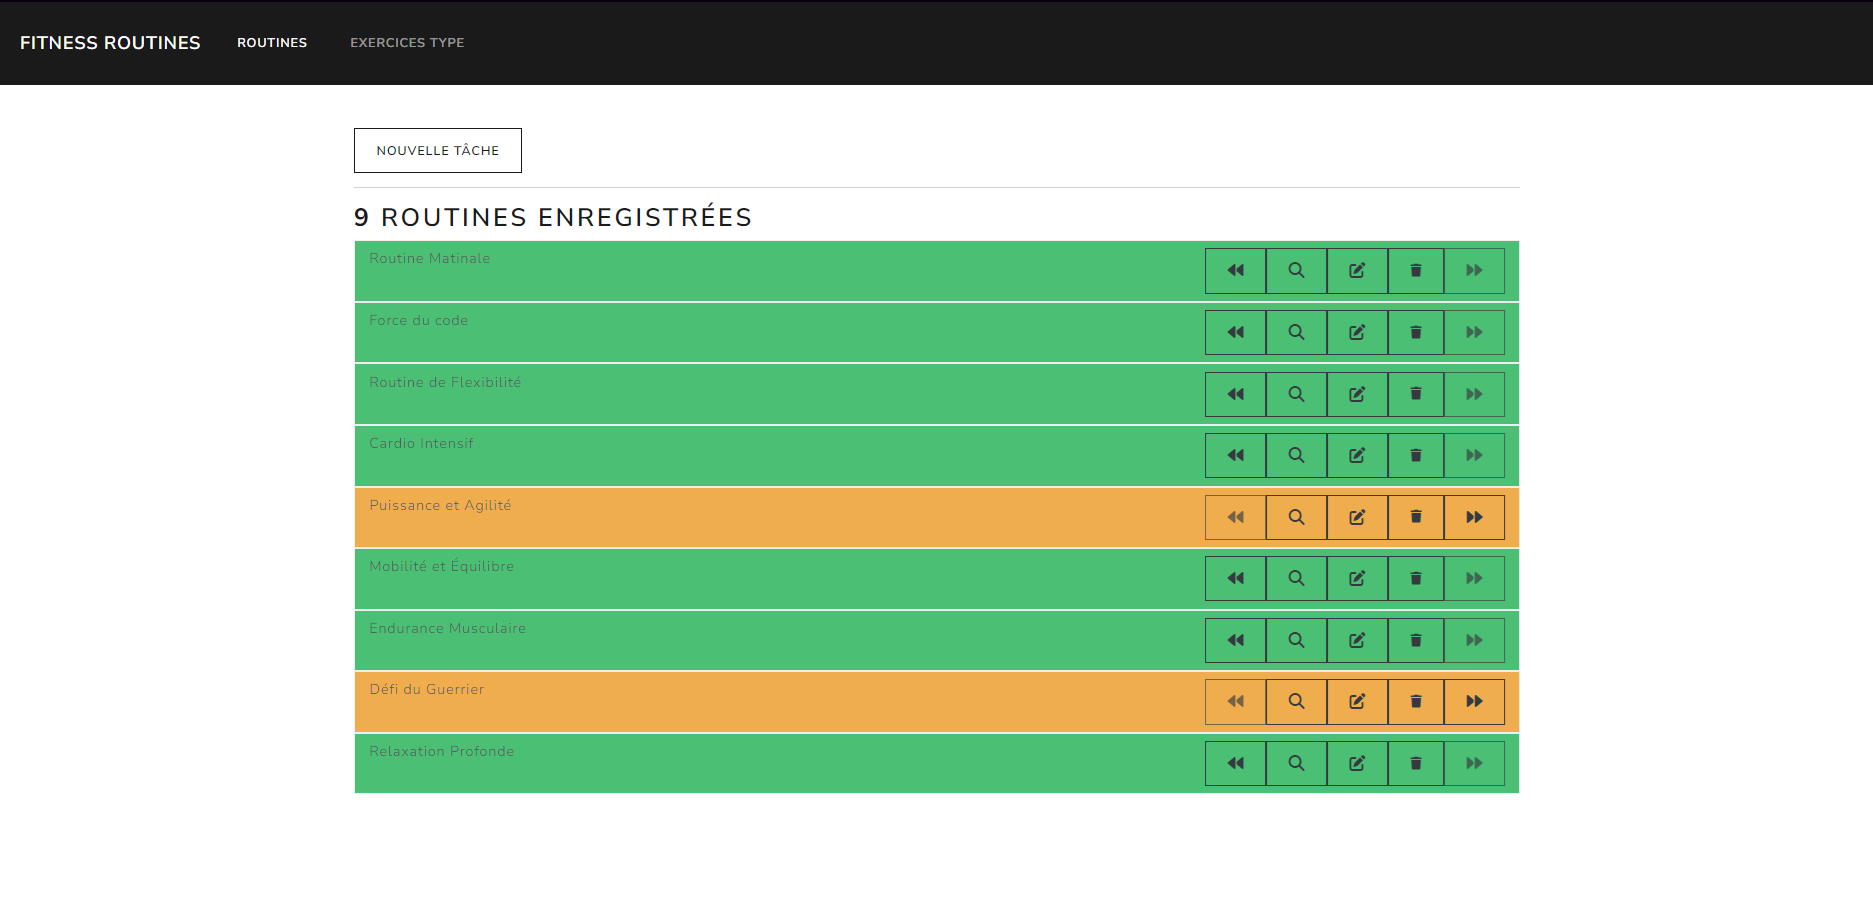 FITNESS ROUTINES ROUTINES EXERCICES TYPE
NOUVELLE TÂCHE
9 ROUTINES ENREGISTRÉES
Routine Matinale
Force du code
Routine de Flexibilité
Cardio Intensif
Puissance et Agilité
Mobilité et Équilibre
Endurance Musculaire
Défi du Guerrier
Relaxation Profonde